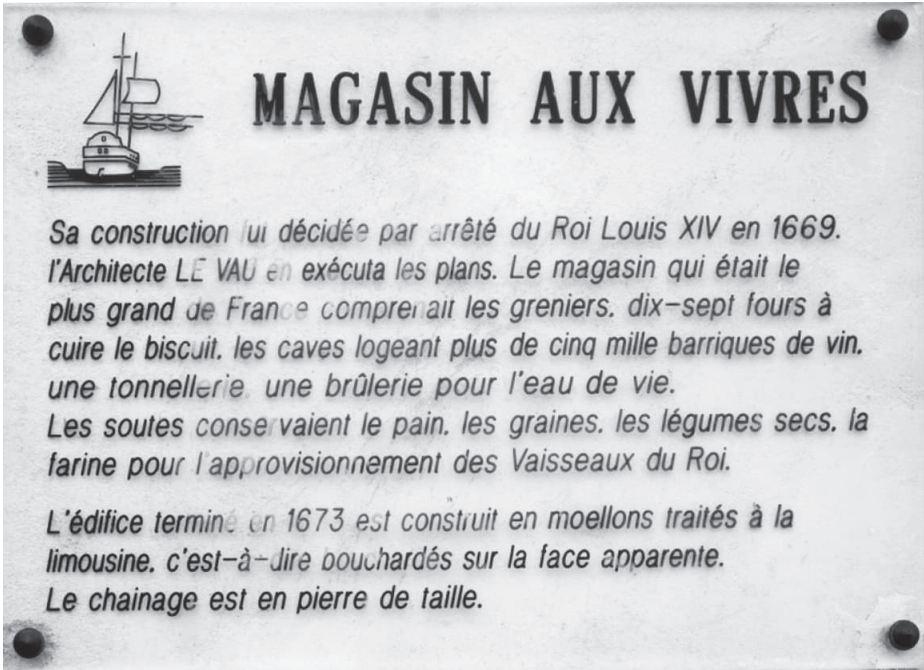 MAGASIN AUX VIVRES
Sa construction fut décidée par arrêté du Roi Louis XIV en 1669.
l'Architecte LE VAU en exécuta les plans. Le magasin qui était le
plus grand de France comprenait les greniers. dix-sept fours à
cuire le biscuit. les caves logeant plus de cinq mille barriques de vin.
une tonnellerie. une brûlerie pour l'eau de vie.
Les soutes conservaient le pain. les graines. les légumes secs. la
farine pour l'approvisionnement des Vaisseaux du Roi.
L'édifice terminé en 1673 est construit en moellons traités à la
limousine. c'est-à-dire bouchardés sur la face apparente.
Le chainage est en pierre de taille.